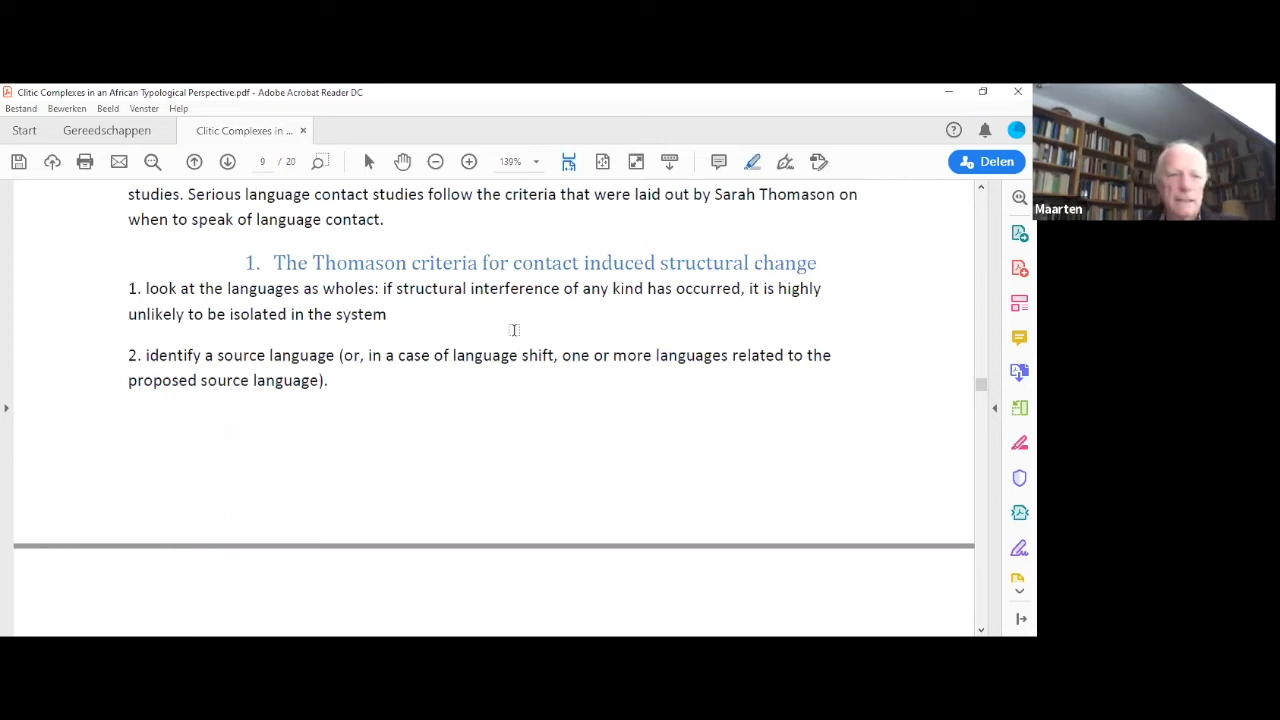 Clitic Complexes in an African Typological Perspective.pdf - Adobe Acrobat Reader DC
Bestand Bewerken Beeld Venster Help
Start Gereedschappen Clitic Complexes in ... ×
9 / 20 139% Delen
Maarten
studies. Serious language contact studies follow the criteria that were laid out by Sarah Thomason on
when to speak of language contact.
1. The Thomason criteria for contact induced structural change
1. look at the languages as wholes: if structural interference of any kind has occurred, it is highly
unlikely to be isolated in the system
2. identify a source language (or, in a case of language shift, one or more languages related to the
proposed source language).